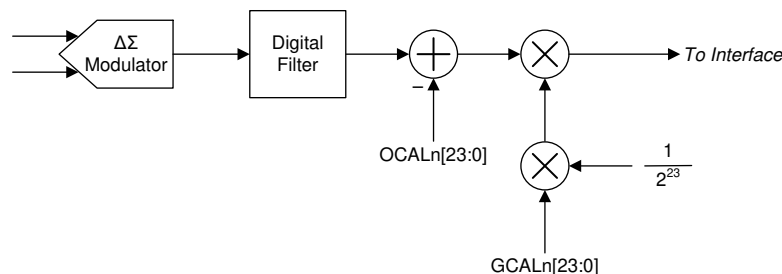 ΔΣ
Modulator
Digital
Filter
To Interface
–
OCALn[23:0]
1
2²³
GCALn[23:0]